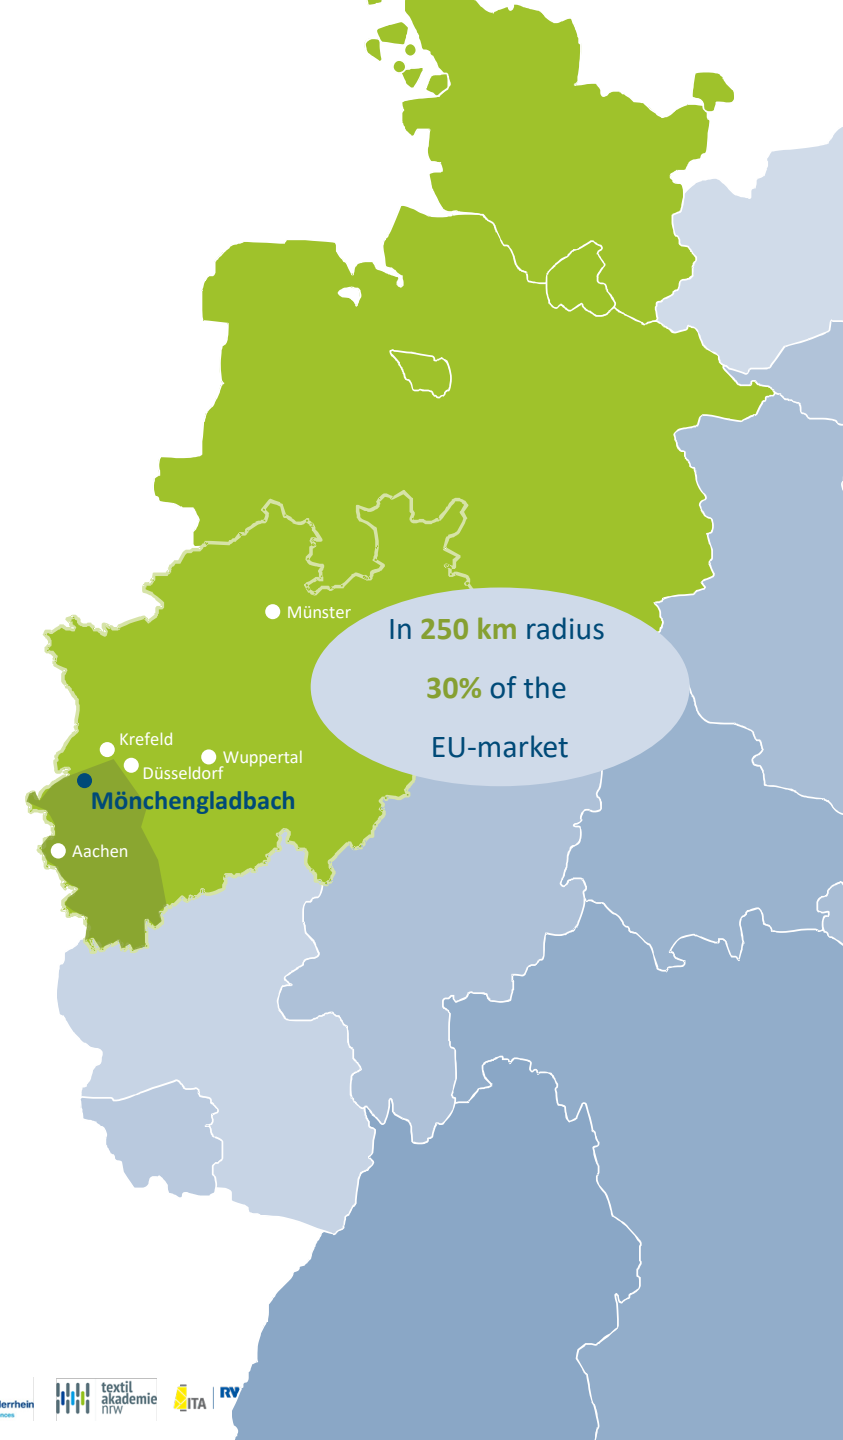 Münster
In 250 km radius
30% of the
EU-market
Krefeld
Wuppertal
Düsseldorf
Mönchengladbach
Aachen
textil
akademie
nrw
ITA
RW